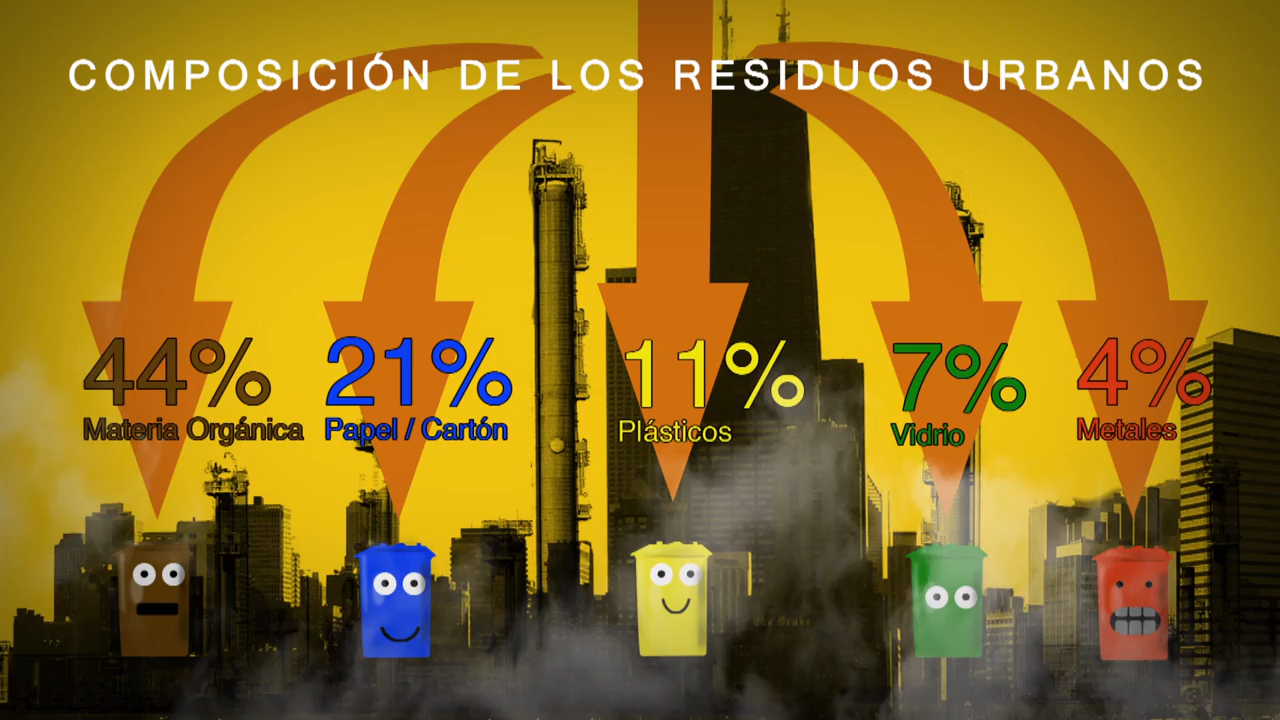 COMPOSICIÓN DE LOS RESIDUOS URBANOS
44% 21% 11% 7% 4%
Materia Orgánica Papel / Cartón Plásticos Vidrio Metales